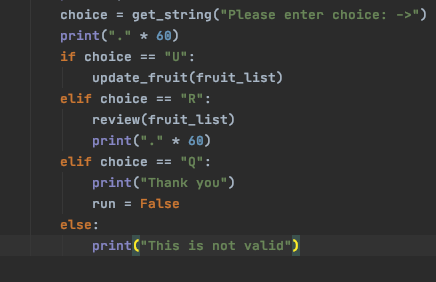 choice = get_string("Please enter choice: ->")
print("." * 60)
if choice == "U":
    update_fruit(fruit_list)
elif choice == "R":
    review(fruit_list)
    print("." * 60)
elif choice == "Q":
    print("Thank you")
    run = False
else:
    print("This is not valid")